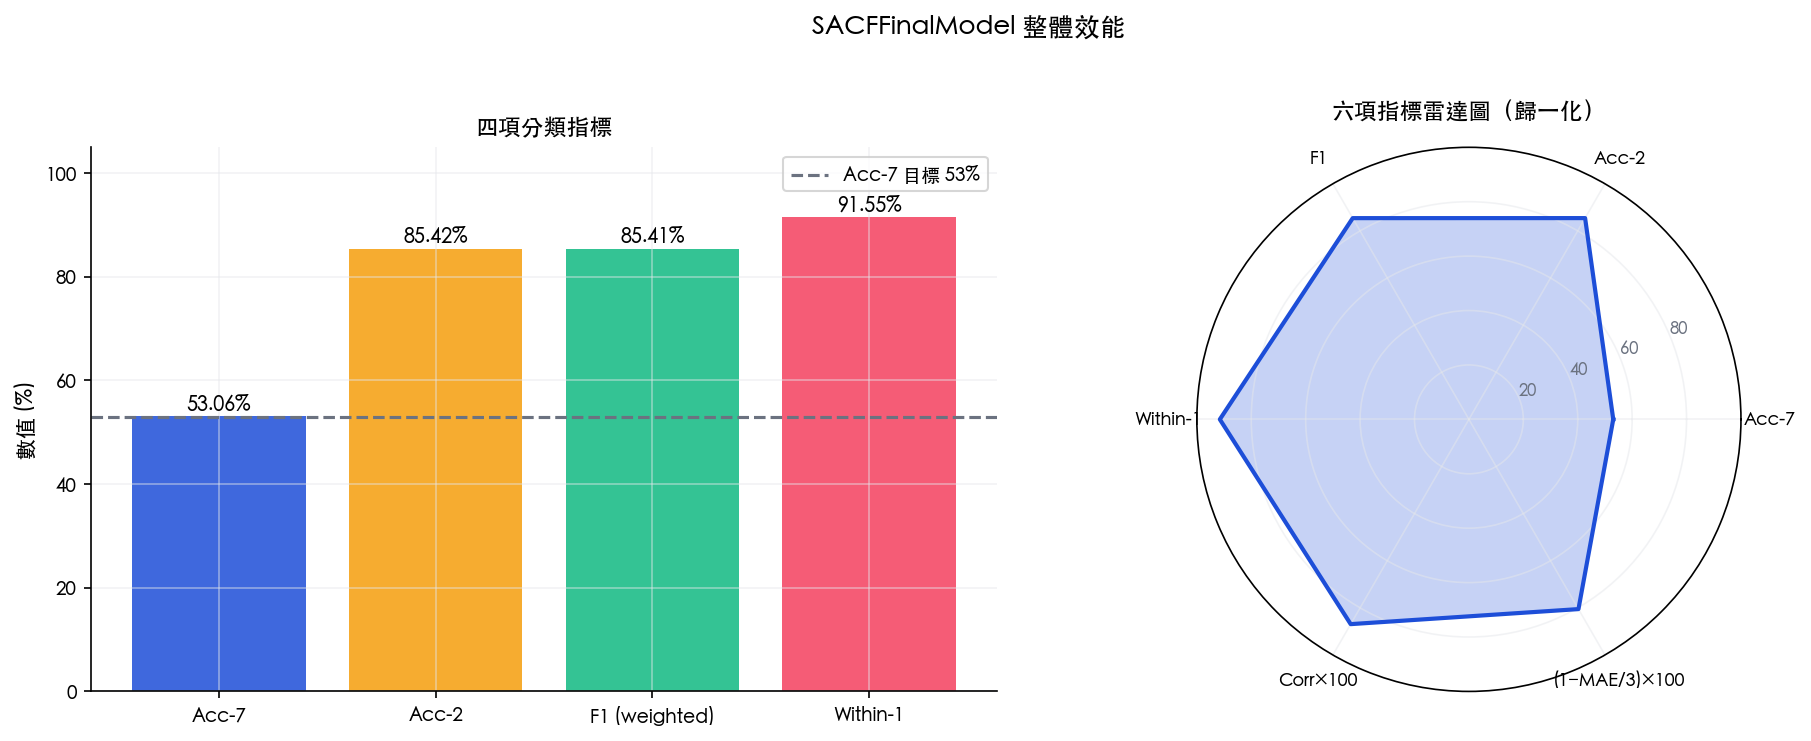 SACFFinalModel 整體效能
四項分類指標
Acc-7 目標 53%
數值 (%)
100
80
60
40
20
0
53.06%
85.42%
85.41%
91.55%
Acc-7
Acc-2
F1 (weighted)
Within-1
六項指標雷達圖（歸一化）
F1
Acc-2
Within-1
Acc-7
80
60
40
20
Corr×100
(1−MAE/3)×100